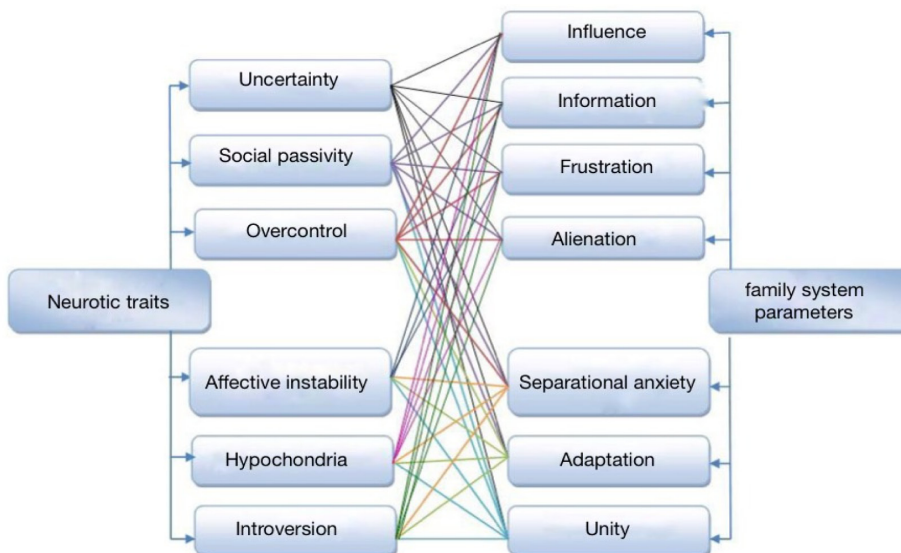 Neurotic traits
Uncertainty
Social passivity
Overcontrol
Affective instability
Hypochondria
Introversion
Influence
Information
Frustration
Alienation
Separational anxiety
Adaptation
Unity
family system
parameters